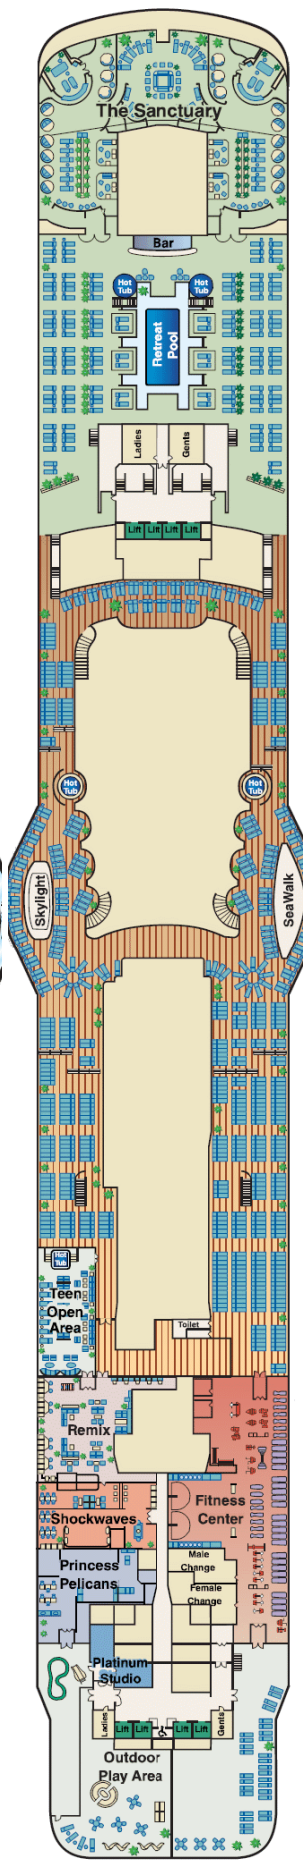 The Sanctuary
Bar
Hot
Tub
Hot
Tub
Retreat
Pool
Ladies
Gents
Lift Lift Lift Lift
Hot
Tub
Hot
Tub
Skylight
SeaWalk
Hot
Tub
Teen
Open
Area
Toilet
Remix
Shockwaves
Fitness
Center
Princess
Pelicans
Male
Change
Female
Change
Platinum
Studio
Ladies
Lift Lift
Lift Lift
Gents
Outdoor
Play Area